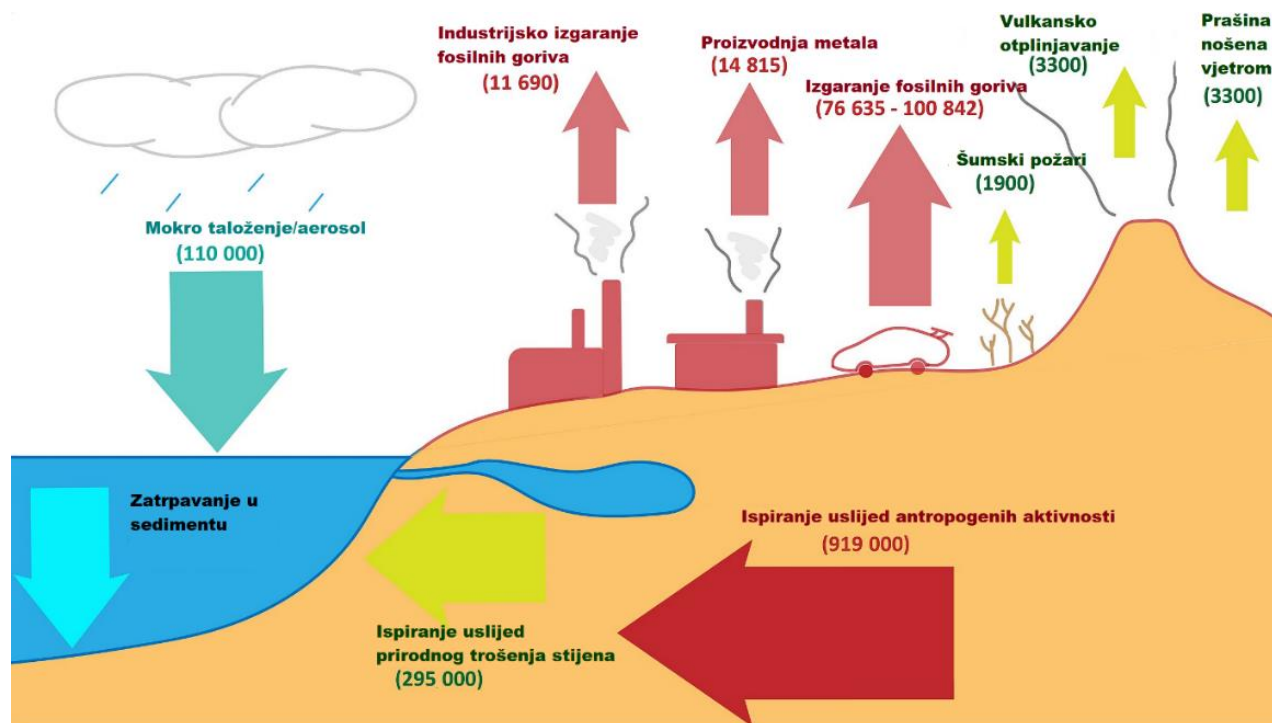 Industrijsko izgaranje
fosilnih goriva
(11 690)
Proizvodnja metala
(14 815)
Izgaranje fosilnih goriva
(76 635 - 100 842)
Vulkansko
otplinjavanje
(3300)
Prašina
nošena
vjetrom
(3300)
Šumski požari
(1900)
Mokro taloženje/aerosol
(110 000)
Zatrpavanje u
sedimentu
Ispiranje uslijed antropogenih aktivnosti
(919 000)
Ispiranje uslijed
prirodnog trošenja stijena
(295 000)